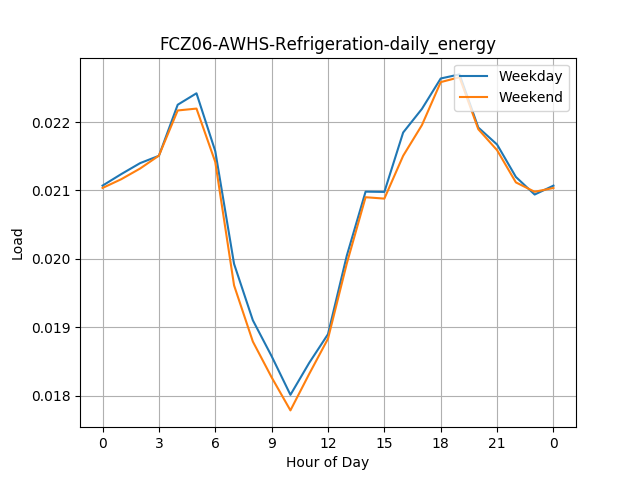 FCZ06-AWHS-Refrigeration-daily_energy
Weekday
Weekend
0.022
0.021
0.020
0.019
0.018
Load
0 3 6 9 12 15 18 21 0
Hour of Day